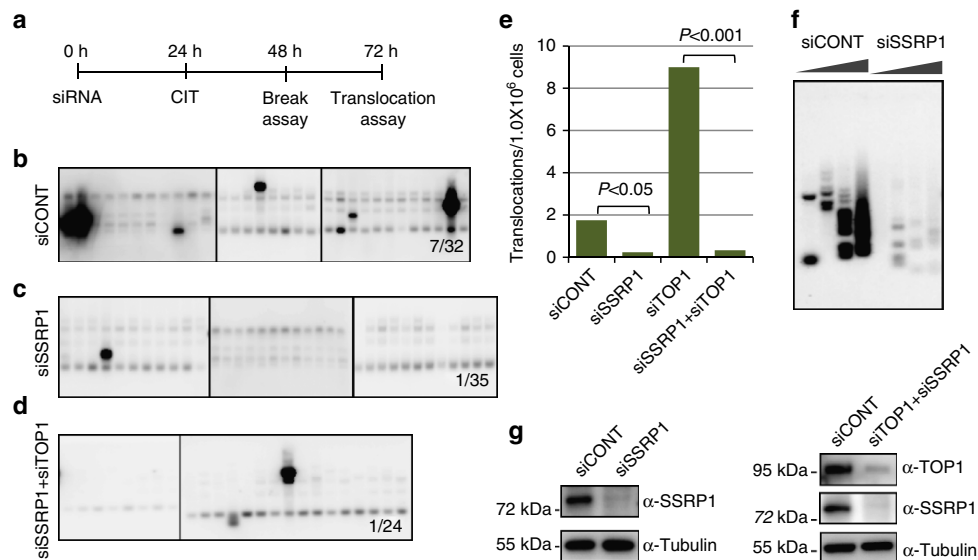 a
0 h 24 h 48 h 72 h
siRNA CIT Break assay Translocation assay
b
siCONT
7/32
c
siSSRP1
1/35
d
siSSRP1+siTOP1
1/24
e
Translocations/1.0X10⁶ cells
10
8
6
4
2
0
P<0.05
P<0.001
siCONT
siSSRP1
siTOP1
siSSRP1+siTOP1
f
siCONT siSSRP1
g
siCONT
siSSRP1
72 kDa
α-SSRP1
55 kDa
α-Tubulin
siCONT
siTOP1+siSSRP1
95 kDa
α-TOP1
72 kDa
α-SSRP1
55 kDa
α-Tubulin